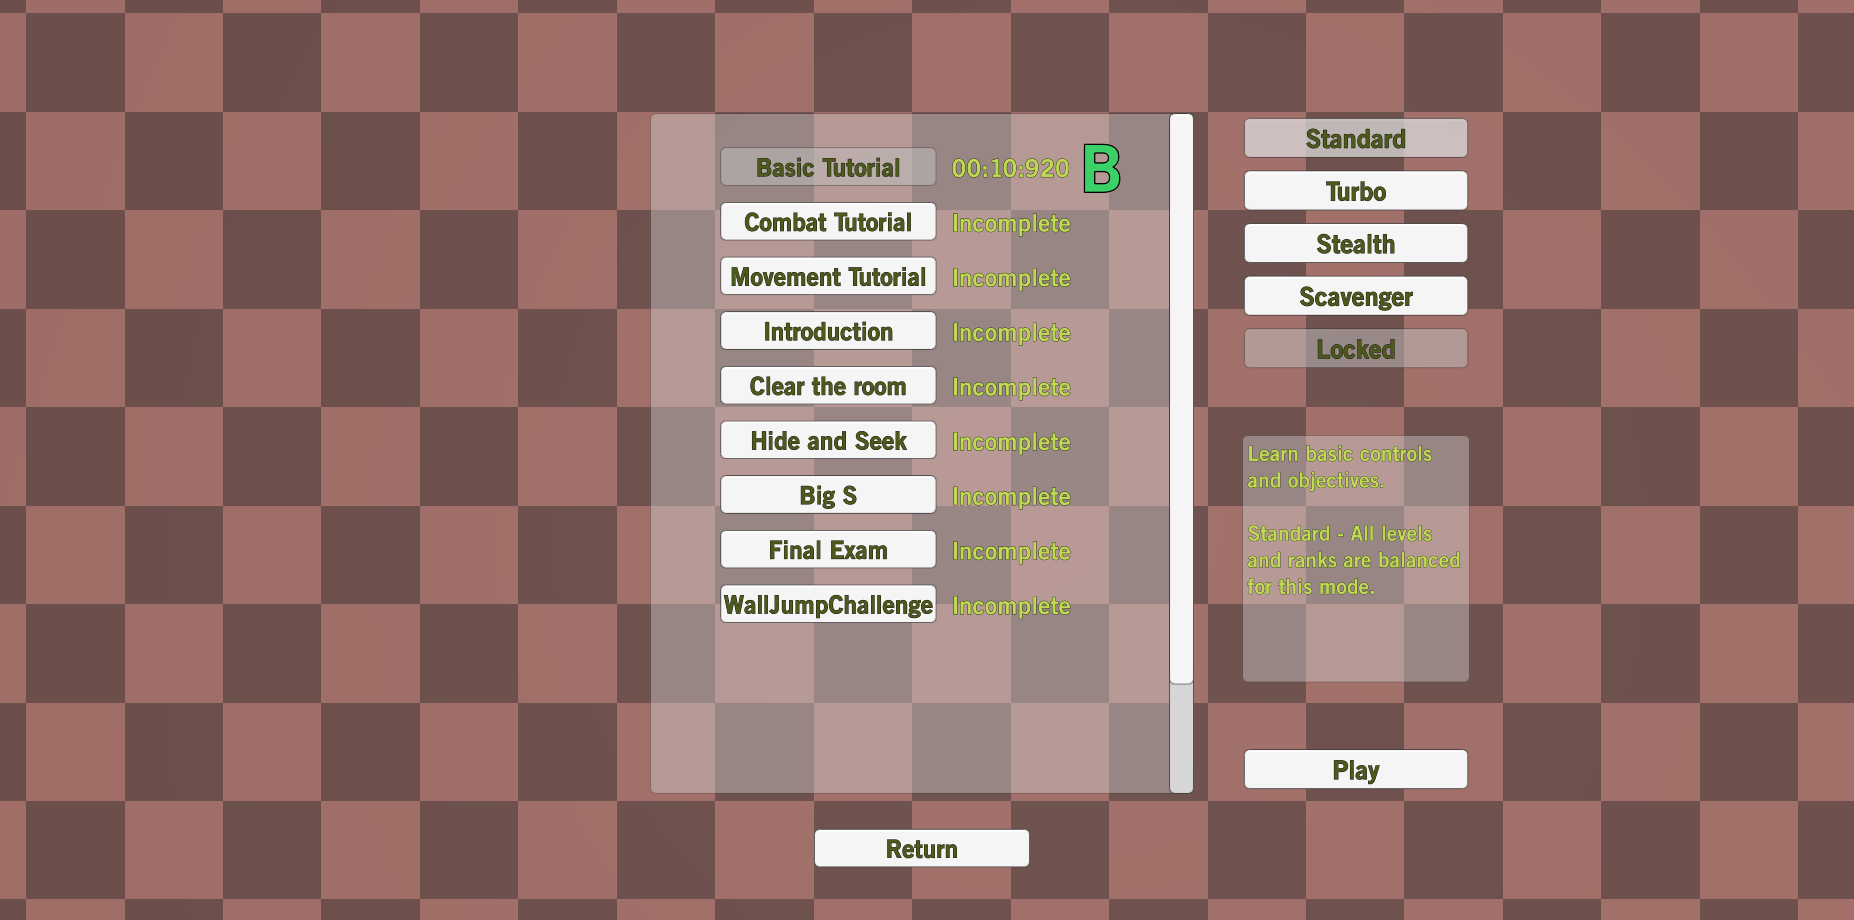 Basic Tutorial 00:10:920 B
Combat Tutorial Incomplete
Movement Tutorial Incomplete
Introduction Incomplete
Clear the room Incomplete
Hide and Seek Incomplete
Big S Incomplete
Final Exam Incomplete
WallJumpChallenge Incomplete
Standard
Turbo
Stealth
Scavenger
Locked
Learn basic controls
and objectives.
Standard - All levels
and ranks are balanced
for this mode.
Play
Return